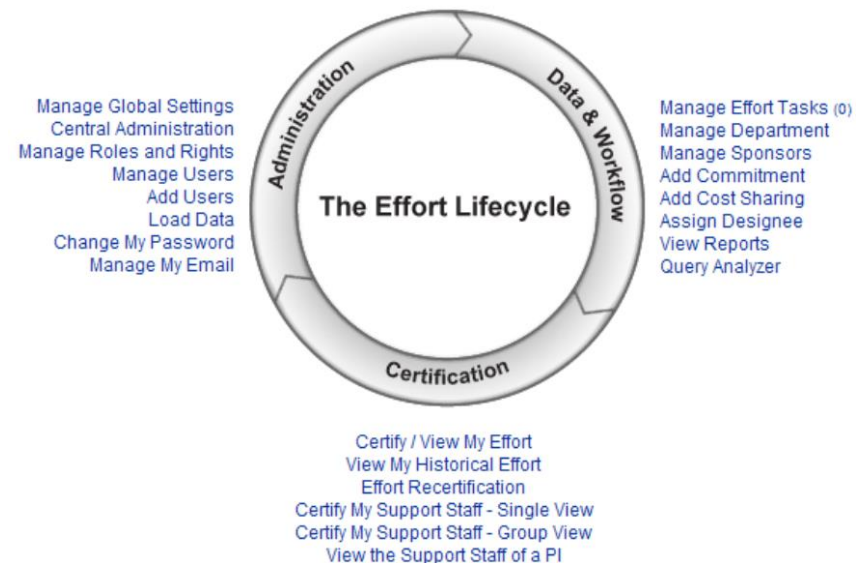 Administration
Data & Workflow
Manage Global Settings
Central Administration
Manage Roles and Rights
Manage Users
Add Users
Load Data
Change My Password
Manage My Email
The Effort Lifecycle
Manage Effort Tasks (0)
Manage Department
Manage Sponsors
Add Commitment
Add Cost Sharing
Assign Designee
View Reports
Query Analyzer
Certification
Certify / View My Effort
View My Historical Effort
Effort Recertification
Certify My Support Staff - Single View
Certify My Support Staff - Group View
View the Support Staff of a PI